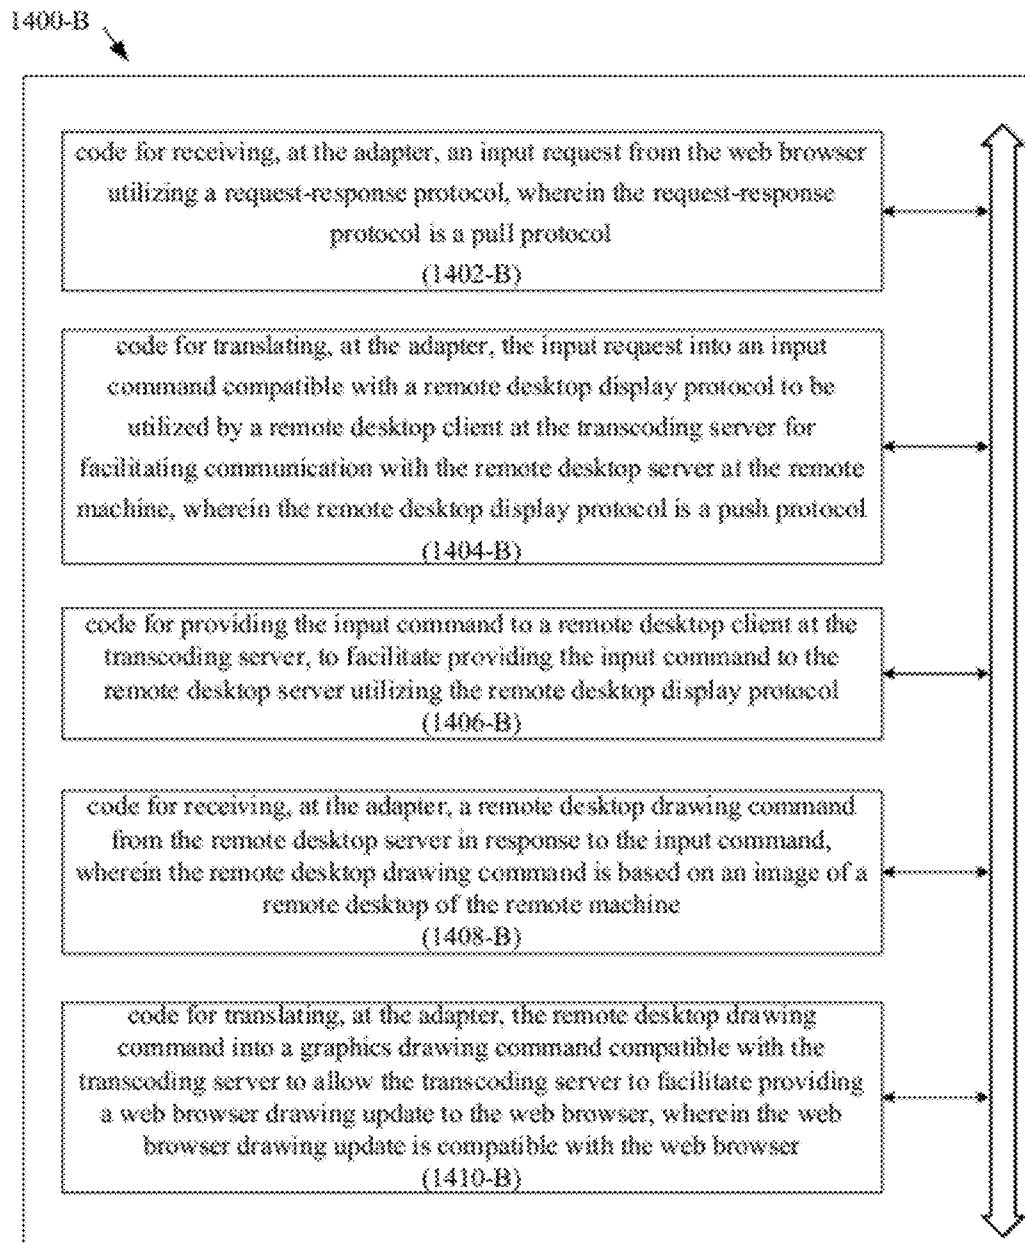 1400-B
code for receiving, at the adapter, an input request from the web browser
utilizing a request-response protocol, wherein the request-response
protocol is a pull protocol
(1402-B)
code for translating, at the adapter, the input request into an input
command compatible with a remote desktop display protocol to be
utilized by a remote desktop client at the transcoding server for
facilitating communication with the remote desktop server at the remote
machine, wherein the remote desktop display protocol is a push protocol
(1404-B)
code for providing the input command to a remote desktop client at the
transcoding server, to facilitate providing the input command to the
remote desktop server utilizing the remote desktop display protocol
(1406-B)
code for receiving, at the adapter, a remote desktop drawing command
from the remote desktop server in response to the input command,
wherein the remote desktop drawing command is based on an image of a
remote desktop of the remote machine
(1408-B)
code for translating, at the adapter, the remote desktop drawing
command into a graphics drawing command compatible with the
transcoding server to allow the transcoding server to facilitate providing
a web browser drawing update to the web browser, wherein the web
browser drawing update is compatible with the web browser
(1410-B)